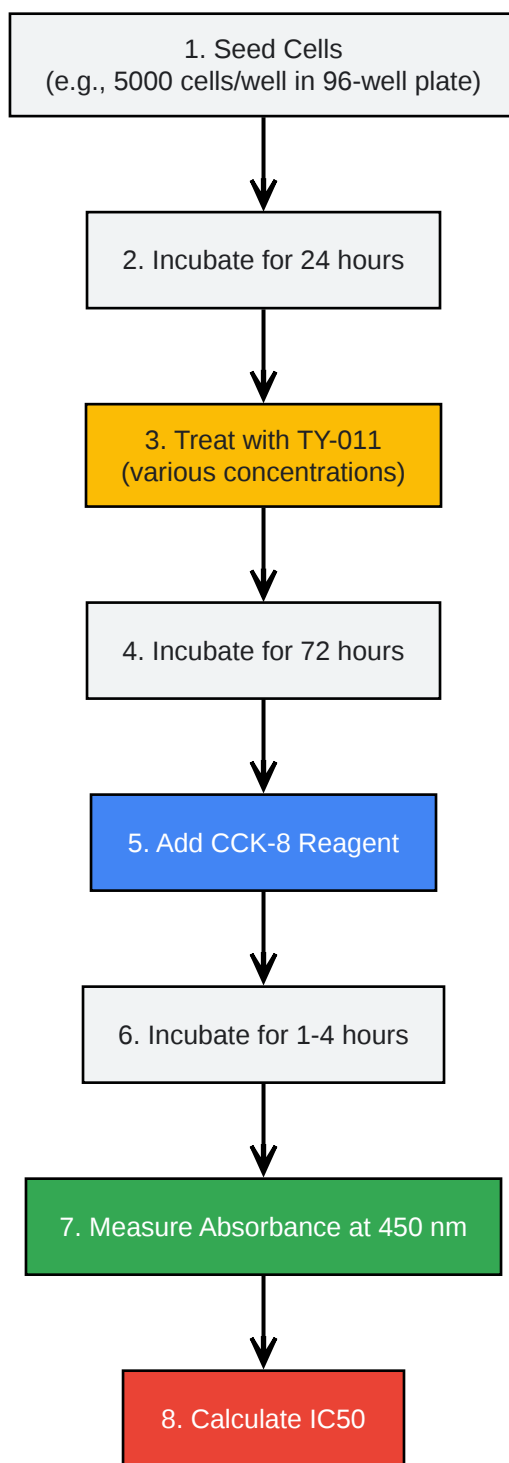 1. Seed Cells
(e.g., 5000 cells/well in 96-well plate)
2. Incubate for 24 hours
3. Treat with TY-011
(various concentrations)
4. Incubate for 72 hours
5. Add CCK-8 Reagent
6. Incubate for 1-4 hours
7. Measure Absorbance at 450 nm
8. Calculate IC50